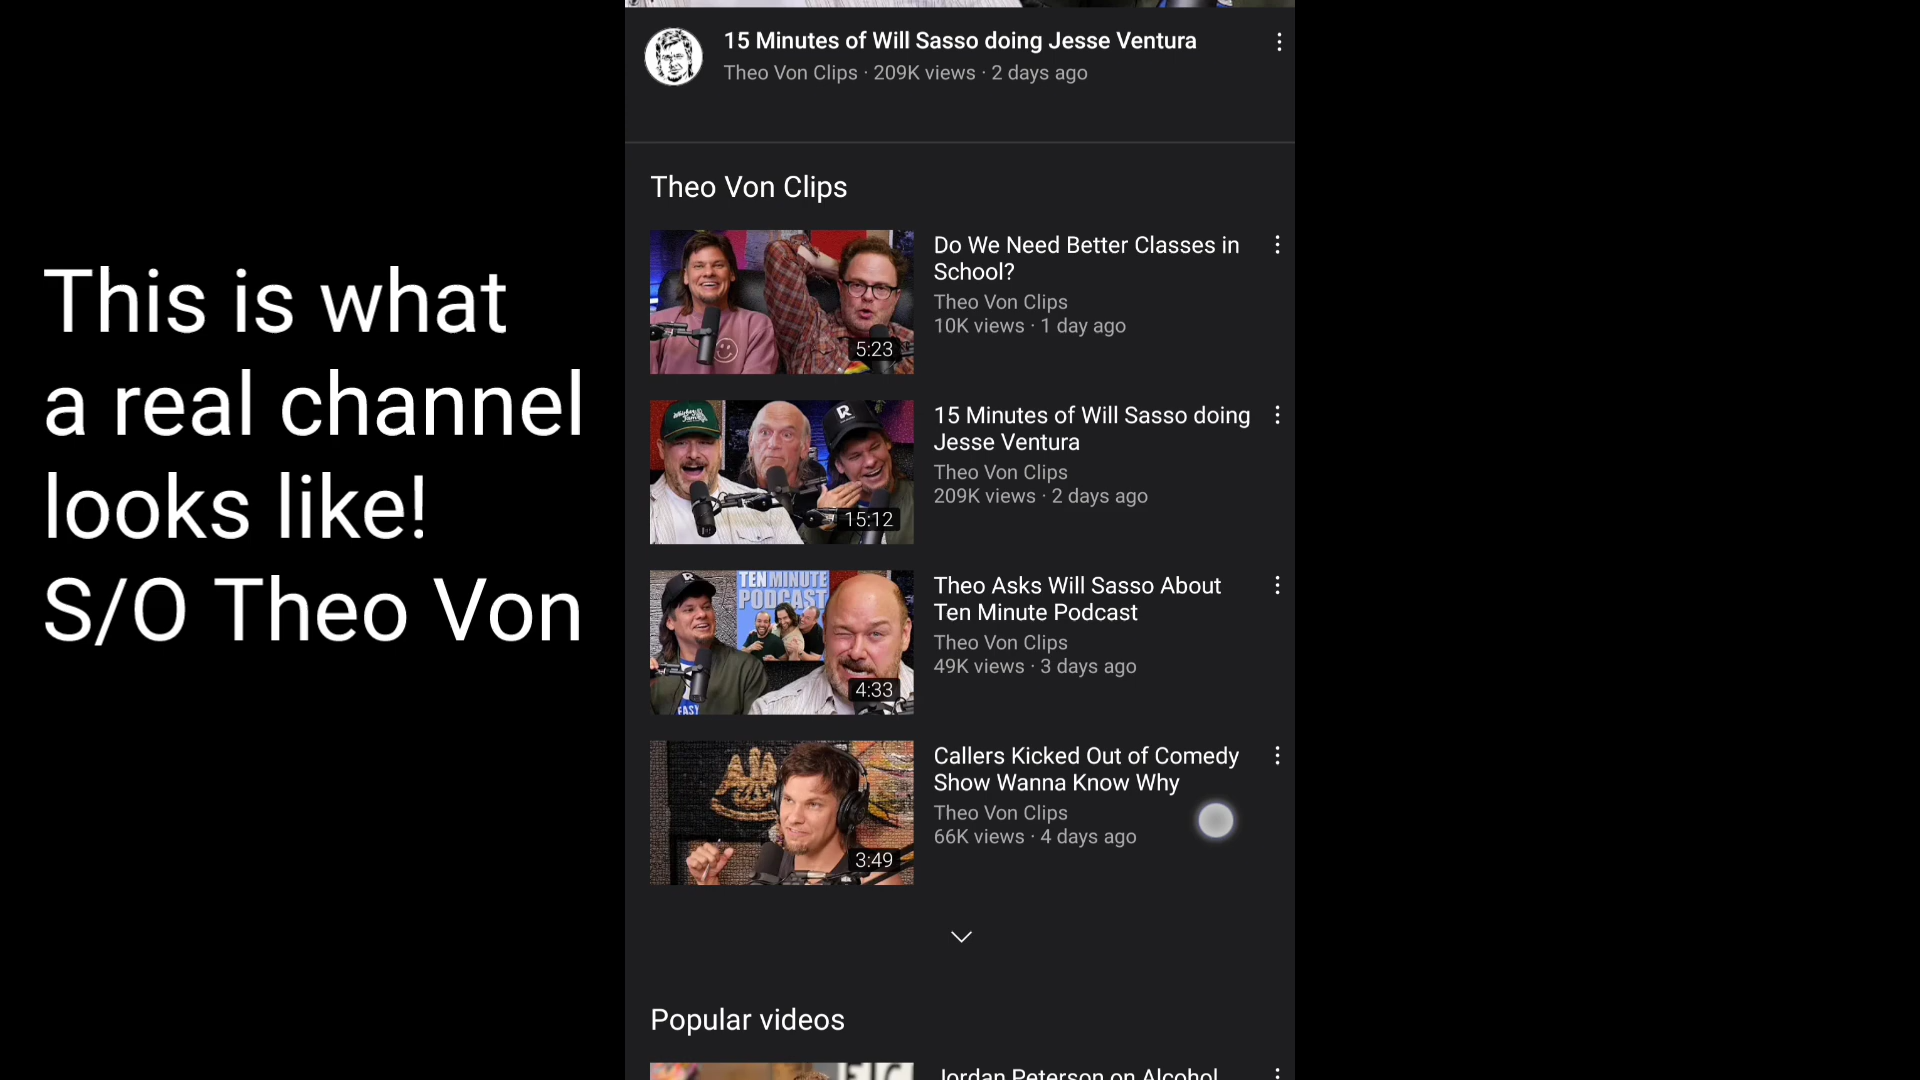 This is what
a real channel
looks like!
S/O Theo Von
15 Minutes of Will Sasso doing Jesse Ventura
Theo Von Clips · 209K views · 2 days ago
Theo Von Clips
5:23
Do We Need Better Classes in
School?
Theo Von Clips
10K views · 1 day ago
15:12
15 Minutes of Will Sasso doing
Jesse Ventura
Theo Von Clips
209K views · 2 days ago
TEN MINUTE
PODCAST
EASY
4:33
Theo Asks Will Sasso About
Ten Minute Podcast
Theo Von Clips
49K views · 3 days ago
3:49
Callers Kicked Out of Comedy
Show Wanna Know Why
Theo Von Clips
66K views · 4 days ago
Popular videos
Jordan Peterson on Alcohol